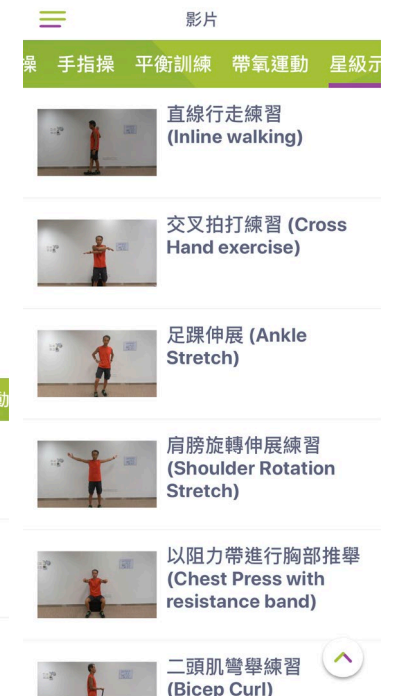 影片
操 手指操 平衡訓練 帶氧運動 星級示
直線行走練習
(Inline walking)
交叉拍打練習 (Cross
Hand exercise)
足踝伸展 (Ankle
Stretch)
動
肩膀旋轉伸展練習
(Shoulder Rotation
Stretch)
以阻力帶進行胸部推舉
(Chest Press with
resistance band)
二頭肌彎舉練習
(Bicep Curl)